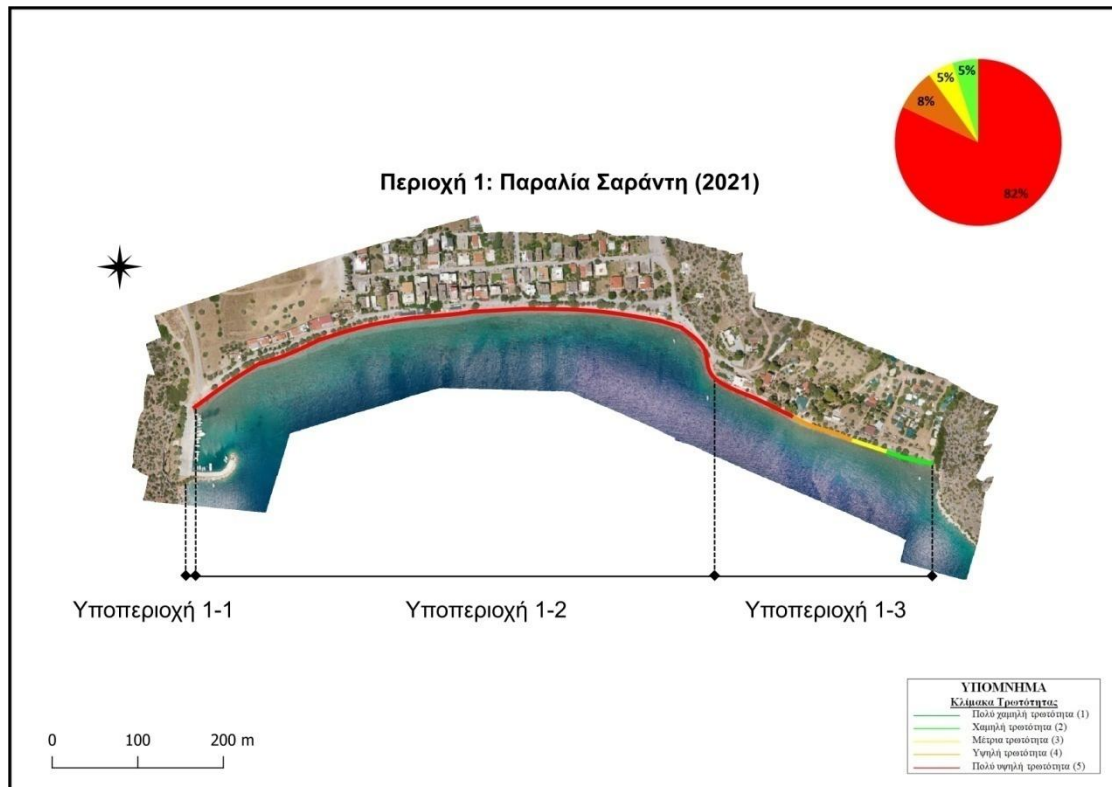 5%
5%
8%
82%
Περιοχή 1: Παραλία Σαράντη (2021)
Υποπεριοχή 1-1
Υποπεριοχή 1-2
Υποπεριοχή 1-3
0 100 200 m
ΥΠΟΜΝΗΜΑ
Κλίμακα Τρωτότητας
Πολύ χαμηλή τρωτότητα (1)
Χαμηλή τρωτότητα (2)
Μέτρια τρωτότητα (3)
Υψηλή τρωτότητα (4)
Πολύ υψηλή τρωτότητα (5)